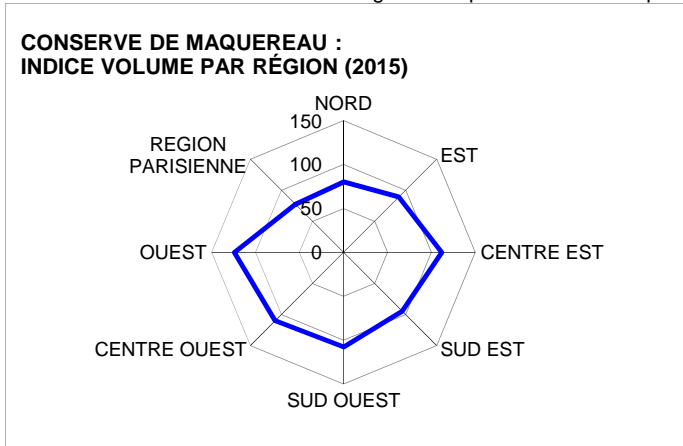 CONSERVE DE MAQUEREAU :
INDICE VOLUME PAR RÉGION (2015)
NORD
150
REGION
PARISIENNE
EST
100
50
OUEST
0
CENTRE EST
CENTRE OUEST
SUD EST
SUD OUEST